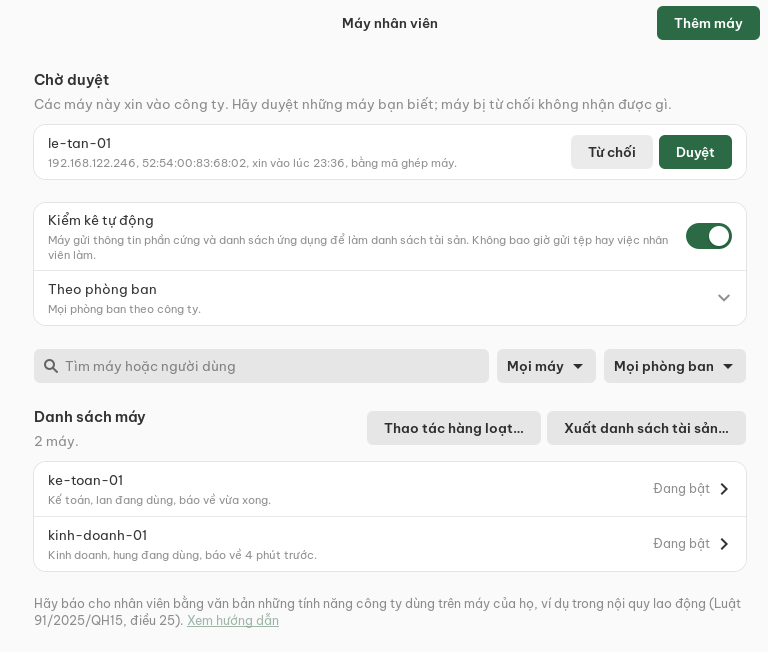 Máy nhân viên
Thêm máy
Chờ duyệt
Các máy này xin vào công ty. Hãy duyệt những máy bạn biết; máy bị từ chối không nhận được gì.
le-tan-01
192.168.122.246, 52:54:00:83:68:02, xin vào lúc 23:36, bằng mã ghép máy.
Từ chối
Duyệt
Kiểm kê tự động
Máy gửi thông tin phần cứng và danh sách ứng dụng để làm danh sách tài sản. Không bao giờ gửi tệp hay việc nhân
viên làm.
Theo phòng ban
Mọi phòng ban theo công ty.
Tìm máy hoặc người dùng
Mọi máy
Mọi phòng ban
Danh sách máy
2 máy.
Thao tác hàng loạt...
Xuất danh sách tài sản...
ke-toan-01
Kế toán, lan đang dùng, báo về vừa xong.
Đang bật
kinh-doanh-01
Kinh doanh, hung đang dùng, báo về 4 phút trước.
Đang bật
Hãy báo cho nhân viên bằng văn bản những tính năng công ty dùng trên máy của họ, ví dụ trong nội quy lao động (Luật
91/2025/QH15, điều 25). Xem hướng dẫn